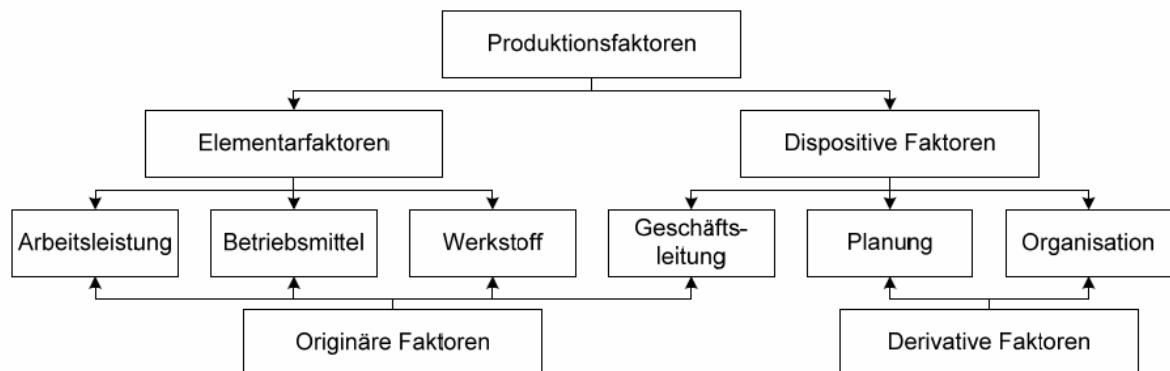 Produktionsfaktoren
Elementarfaktoren
Dispositive Faktoren
Arbeitsleistung
Betriebsmittel
Werkstoff
Geschäfts-
leitung
Planung
Organisation
Originäre Faktoren
Derivative Faktoren